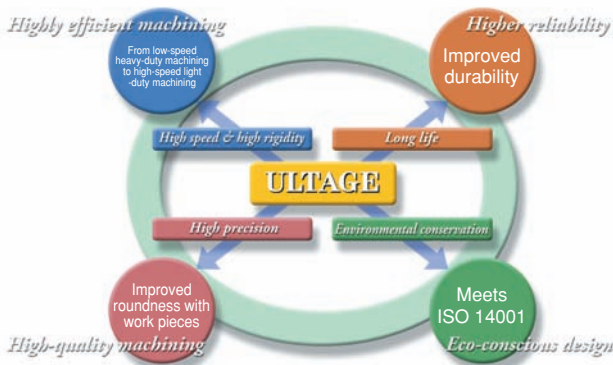 Highly efficient machining
Higher reliability
From low-speed
heavy-duty machining
to high-speed light
-duty machining
Improved
durability
High speed & high rigidity
Long life
ULTAGE
High precision
Environmental conservation
Improved
roundness with
work pieces
Meets
ISO 14001
High-quality machining
Eco-conscious design